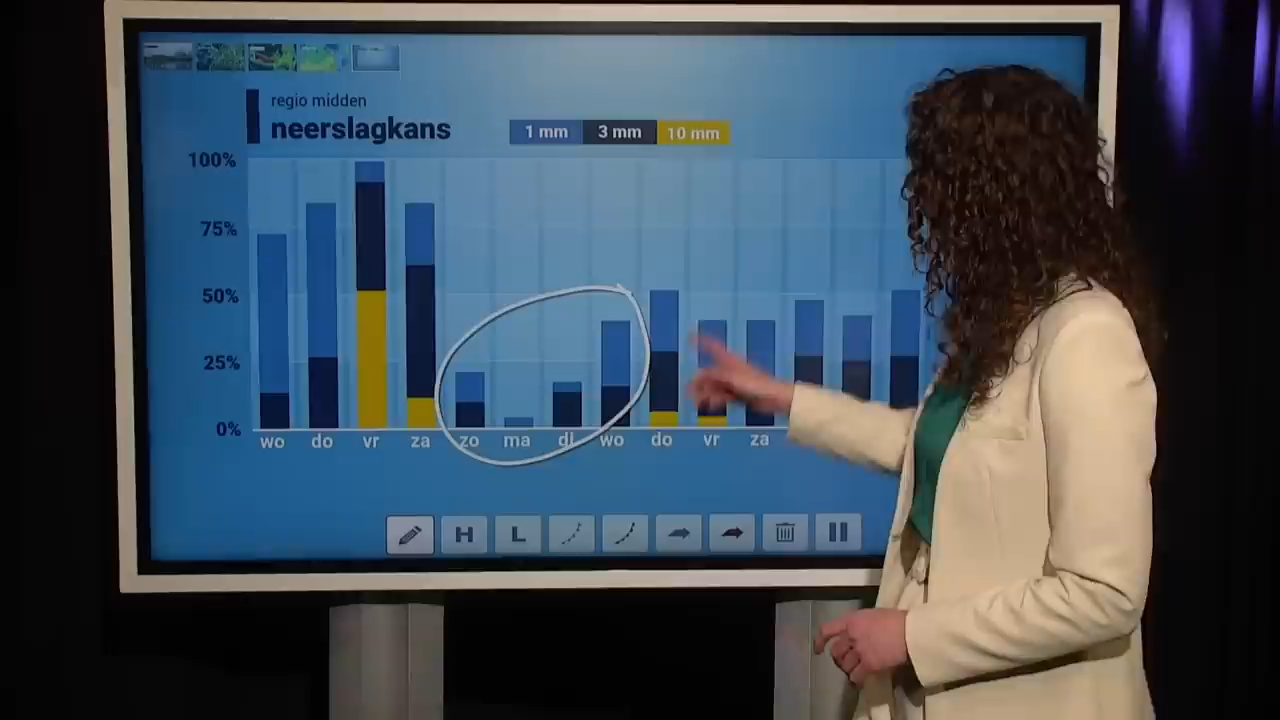 regio midden
neerslagkans
1 mm 3 mm 10 mm
100%
75%
50%
25%
0%
wo do vr za zo ma di wo do vr za
H L